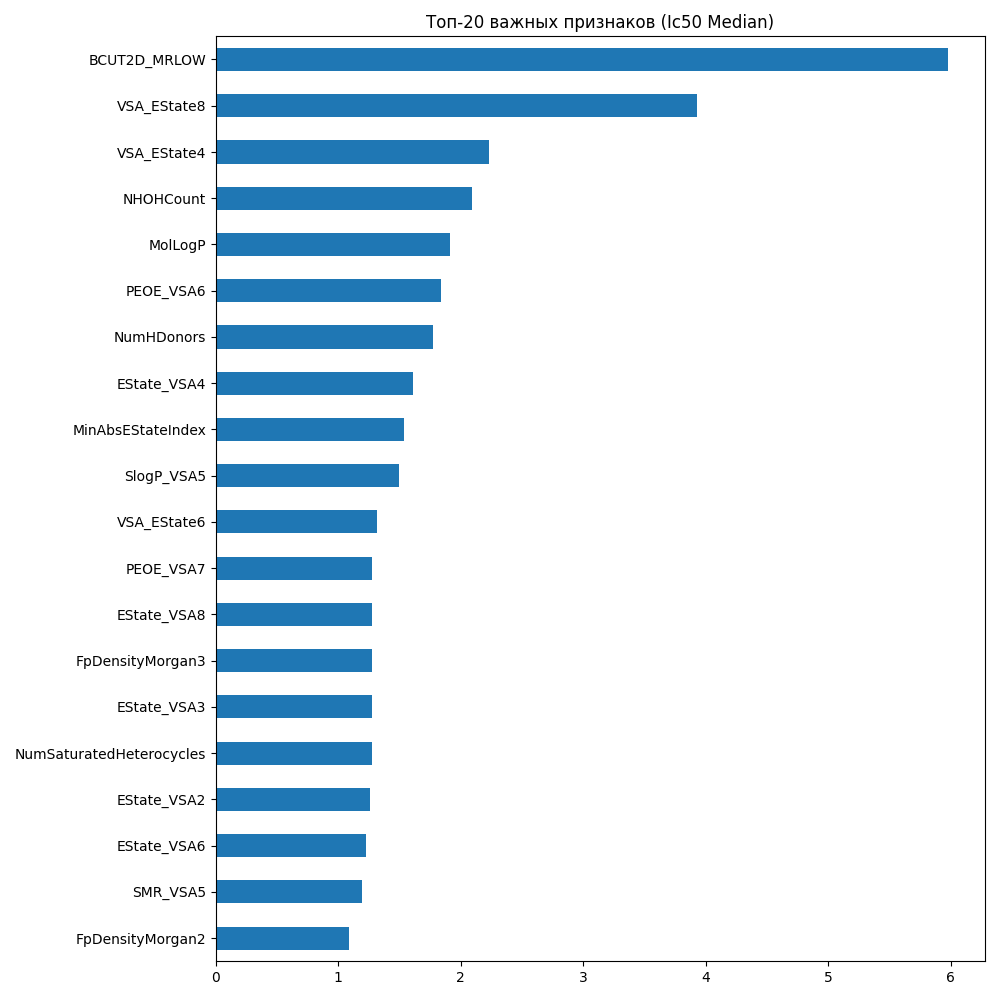 Топ-20 важных признаков (Ic50 Median)
BCUT2D_MRLOW
VSA_EState8
VSA_EState4
NHOHCount
MolLogP
PEOE_VSA6
NumHDonors
EState_VSA4
MinAbsEStateIndex
SlogP_VSA5
VSA_EState6
PEOE_VSA7
EState_VSA8
FpDensityMorgan3
EState_VSA3
NumSaturatedHeterocycles
EState_VSA2
EState_VSA6
SMR_VSA5
FpDensityMorgan2
0 1 2 3 4 5 6